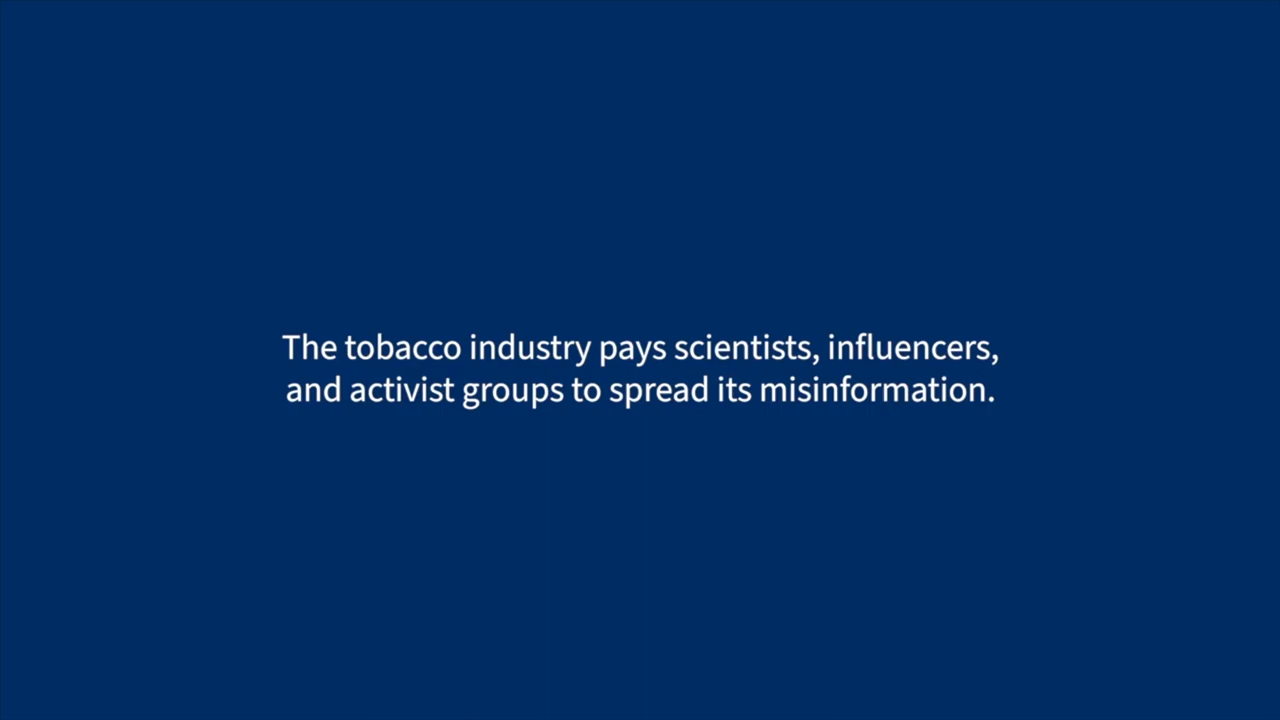 The tobacco industry pays scientists, influencers,
and activist groups to spread its misinformation.